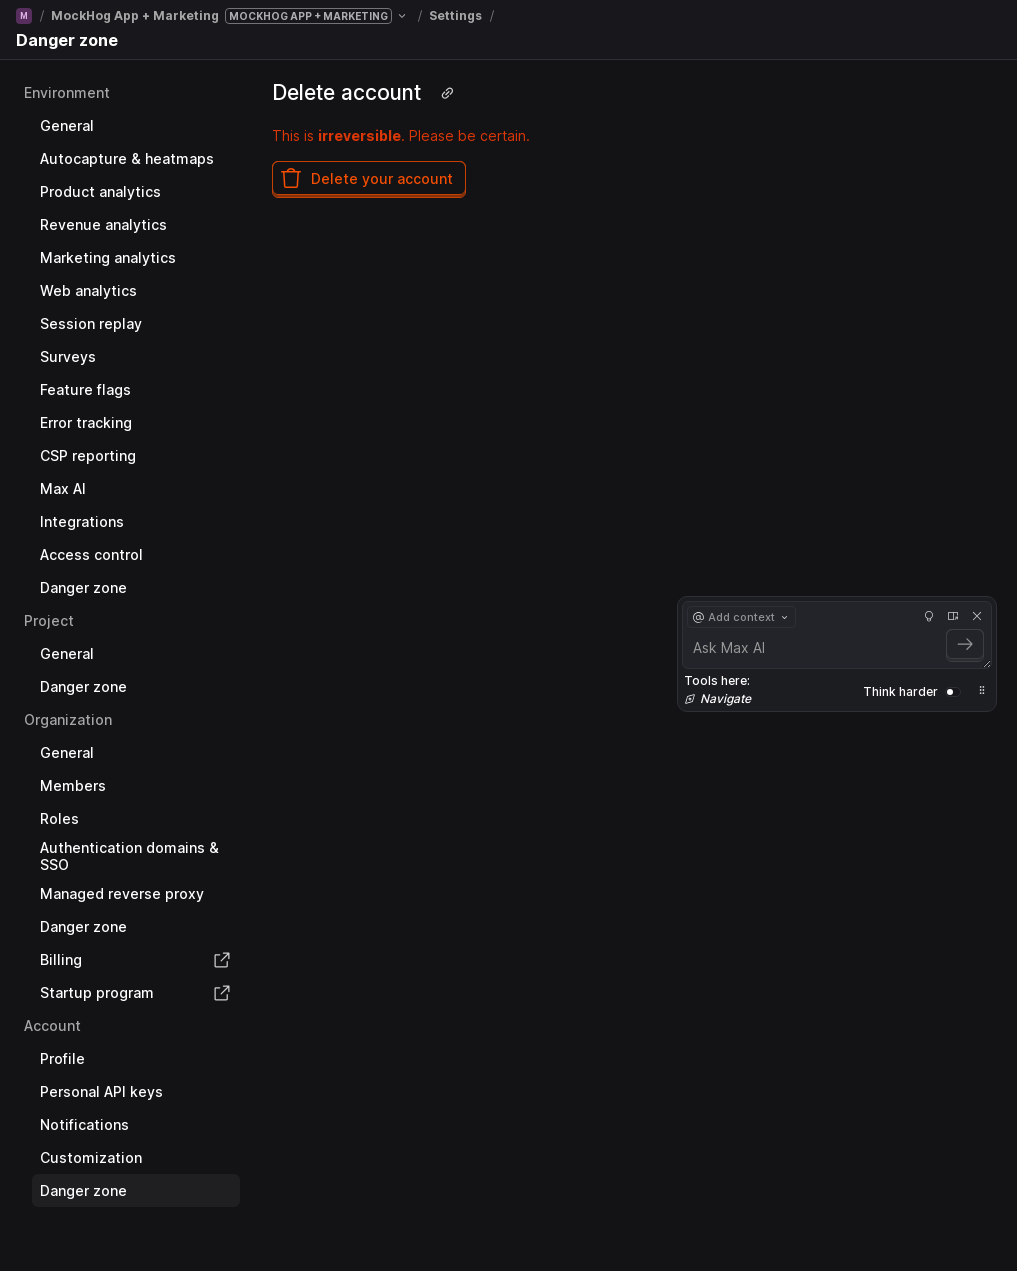 M / MockHog App + Marketing MOCKHOG APP + MARKETING / Settings /
Danger zone
Environment
General
Autocapture & heatmaps
Product analytics
Revenue analytics
Marketing analytics
Web analytics
Session replay
Surveys
Feature flags
Error tracking
CSP reporting
Max AI
Integrations
Access control
Danger zone
Project
General
Danger zone
Organization
General
Members
Roles
Authentication domains &
SSO
Managed reverse proxy
Danger zone
Billing
Startup program
Account
Profile
Personal API keys
Notifications
Customization
Danger zone
Delete account
This is irreversible. Please be certain.
Delete your account
@ Add context
Ask Max AI
Tools here:
Navigate
Think harder